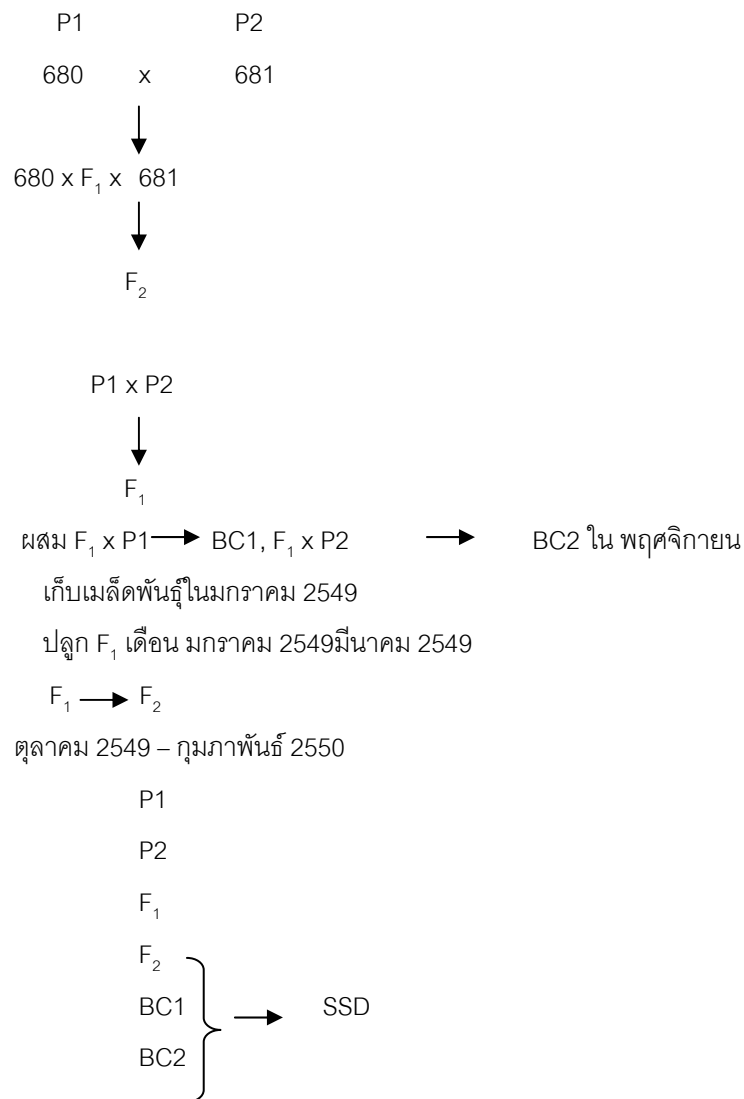 P1 P2
680 x 681
680 x F₁ x 681
F₂
P1 x P2
F₁
ผสม F₁ x P1 → BC1, F₁ x P2 → BC2 ใน พฤศจิกายน
เก็บเมล็ดพันธุ์ในมกราคม 2549
ปลูก F₁ เดือน มกราคม 2549มีนาคม 2549
F₁ → F₂
ตุลาคม 2549 – กุมภาพันธ์ 2550
P1
P2
F₁
F₂
BC1 → SSD
BC2